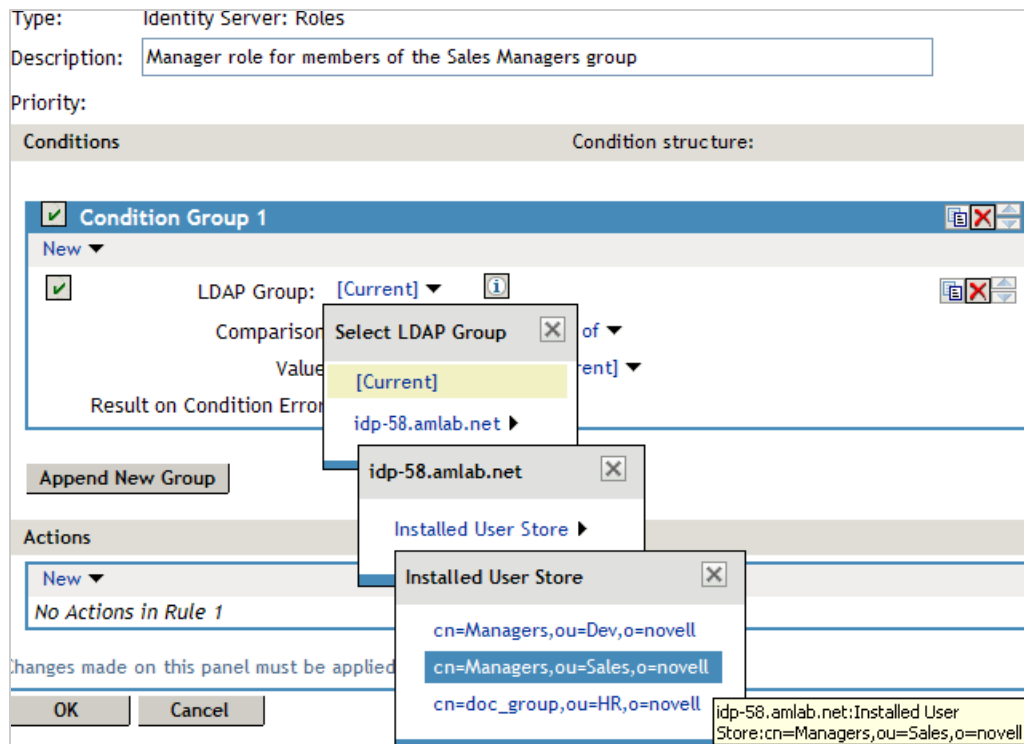 Type: Identity Server: Roles
Description: Manager role for members of the Sales Managers group
Priority:
Conditions Condition structure:
Condition Group 1
New
LDAP Group: [Current]
Select LDAP Group
Comparison of
Value
[Current]
Result on Condition Error
idp-58.amlab.net
idp-58.amlab.net
Append New Group
Installed User Store
Actions
Installed User Store
New
No Actions in Rule 1
cn=Managers,ou=Dev,o=novell
Changes made on this panel must be applied
cn=Managers,ou=Sales,o=novell
cn=doc_group,ou=HR,o=novell
OK Cancel
idp-58.amlab.net:Installed User
Store:cn=Managers,ou=Sales,o=novell